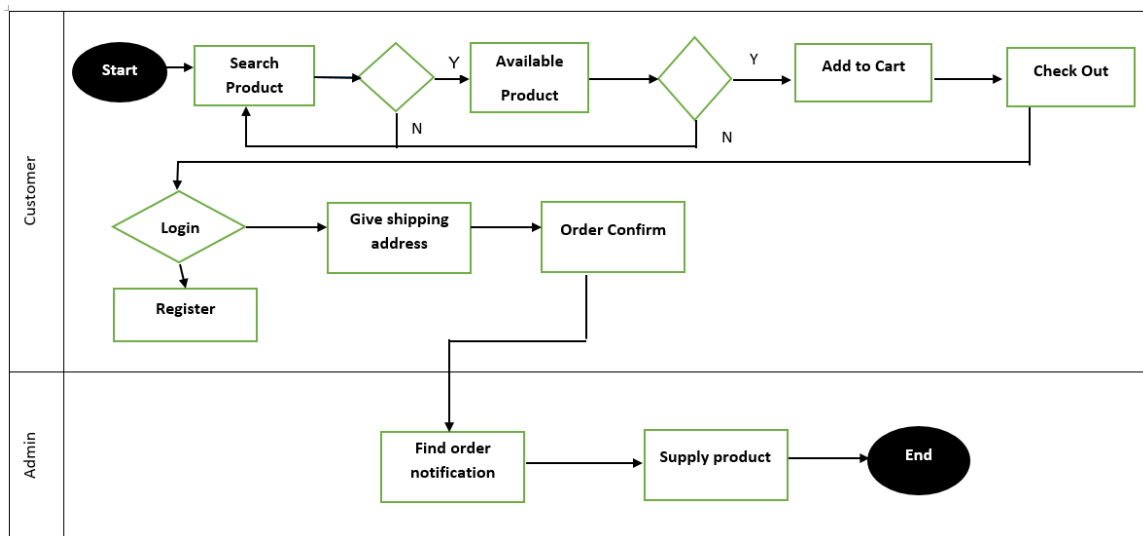 Customer
Start
Search
Product
Y
Available
Product
Y
Add to Cart
Check Out
N
N
Login
Give shipping
address
Order Confirm
Register
Admin
Find order
notification
Supply product
End